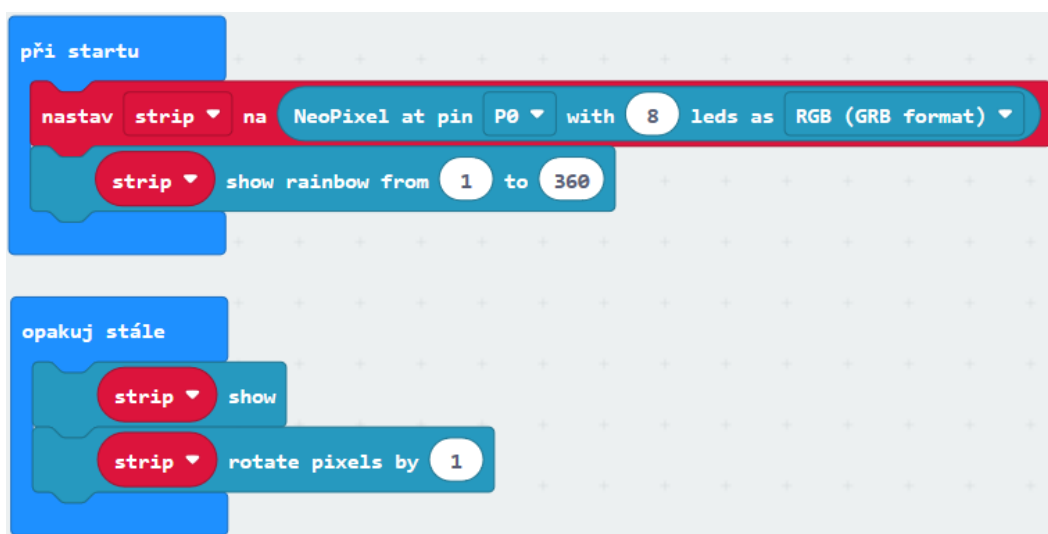 při startu
nastav strip na NeoPixel at pin P0 with 8 leds as RGB (GRB format)
strip show rainbow from 1 to 360
opakuj stále
strip show
strip rotate pixels by 1